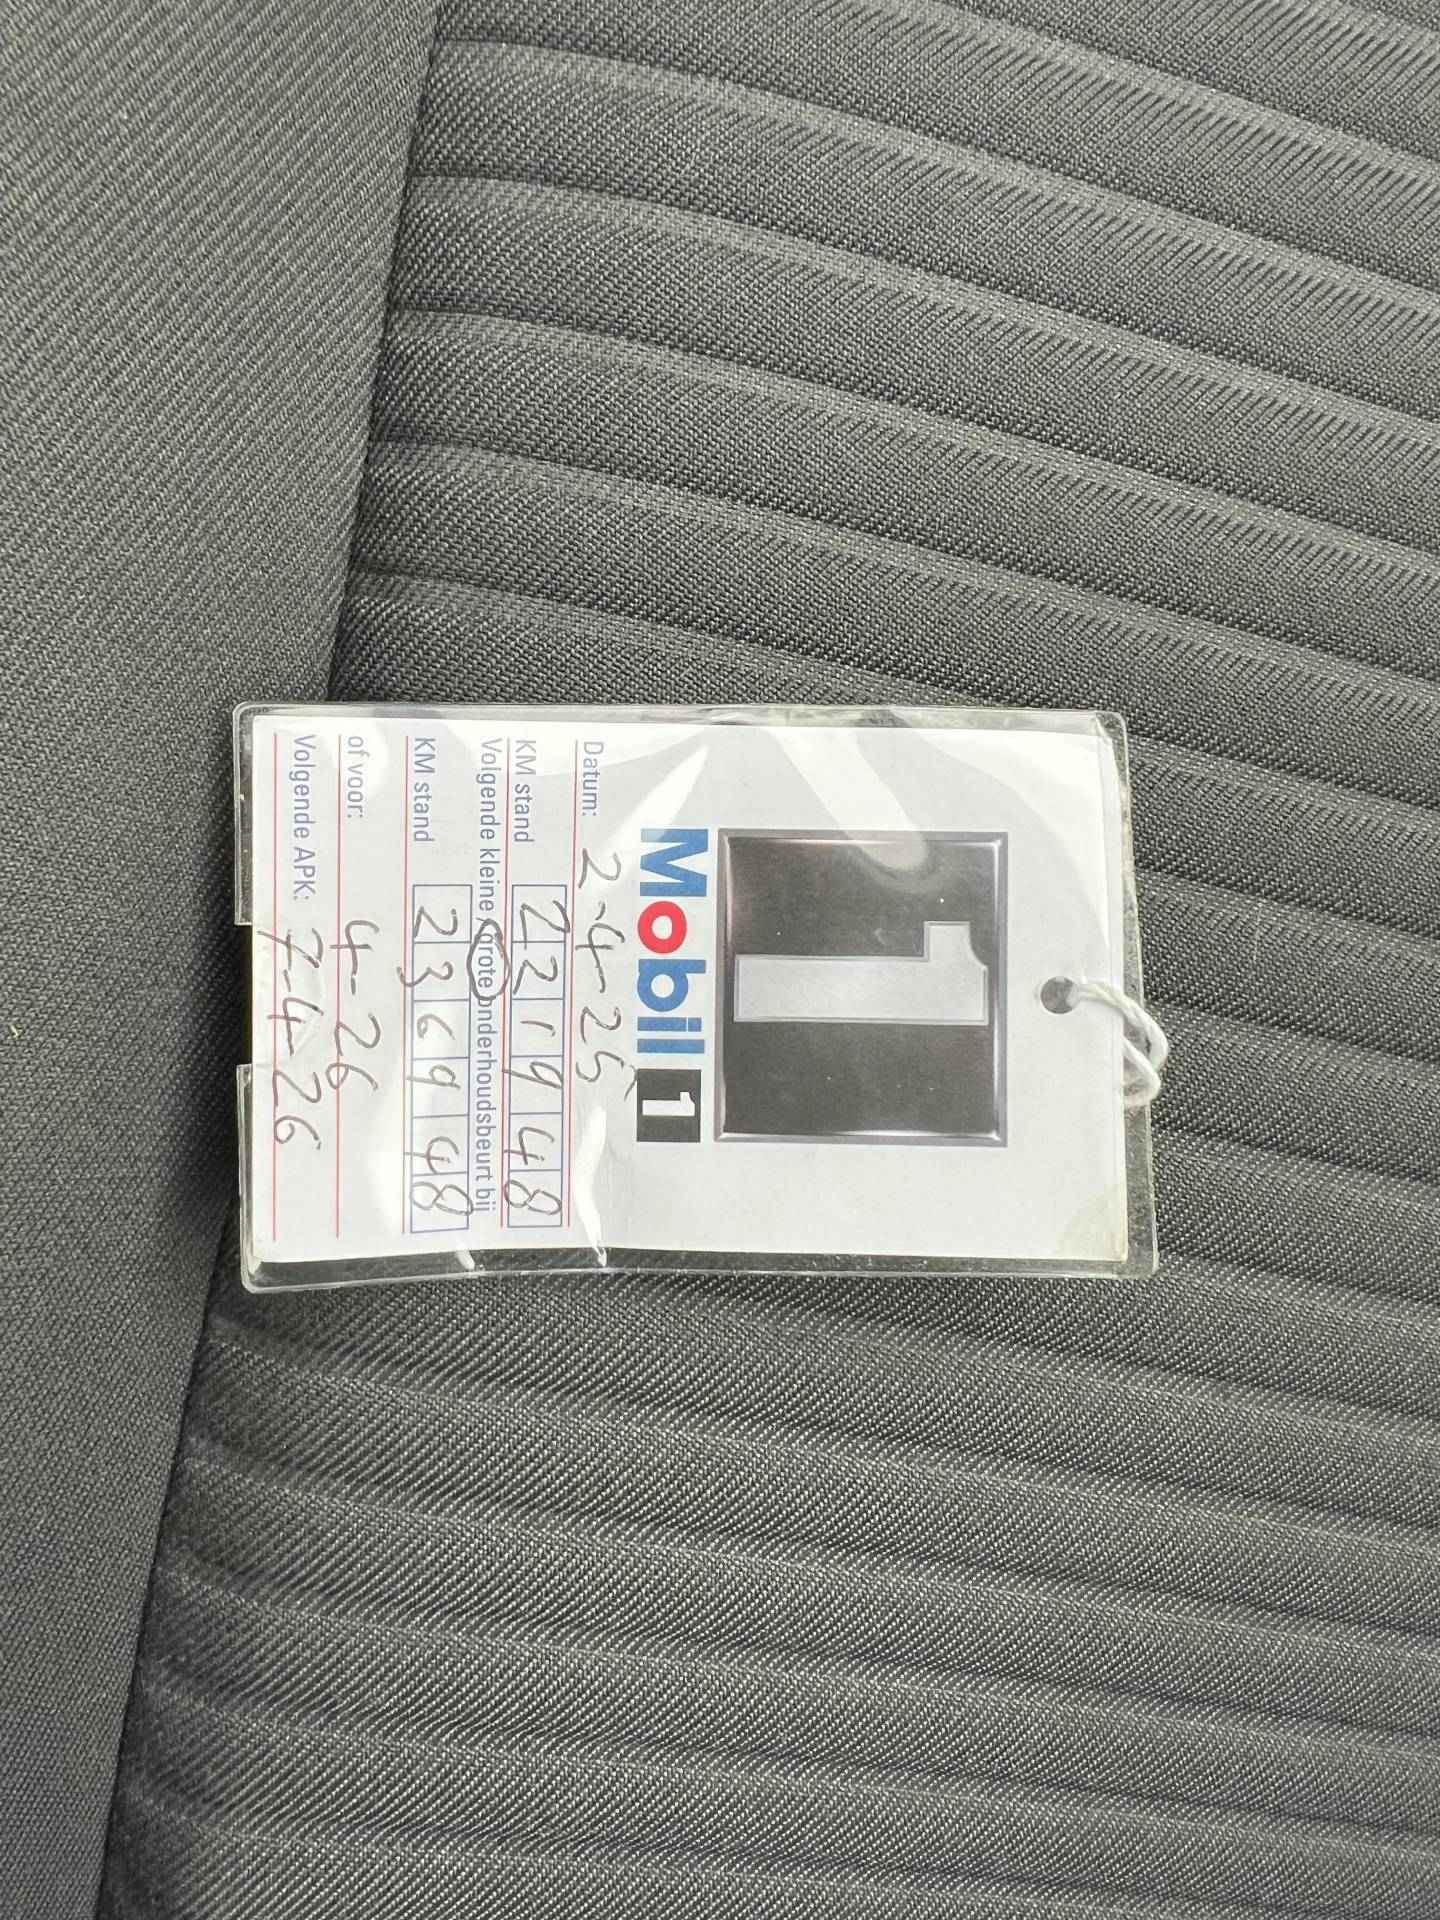 1
Mobil 1
Datum: 2-4-25
KM stand 221948
Volgende kleine / grote onderhoudsbeurt bij
KM stand 236948
of voor: 4-26
Volgende APK: 7-4-26